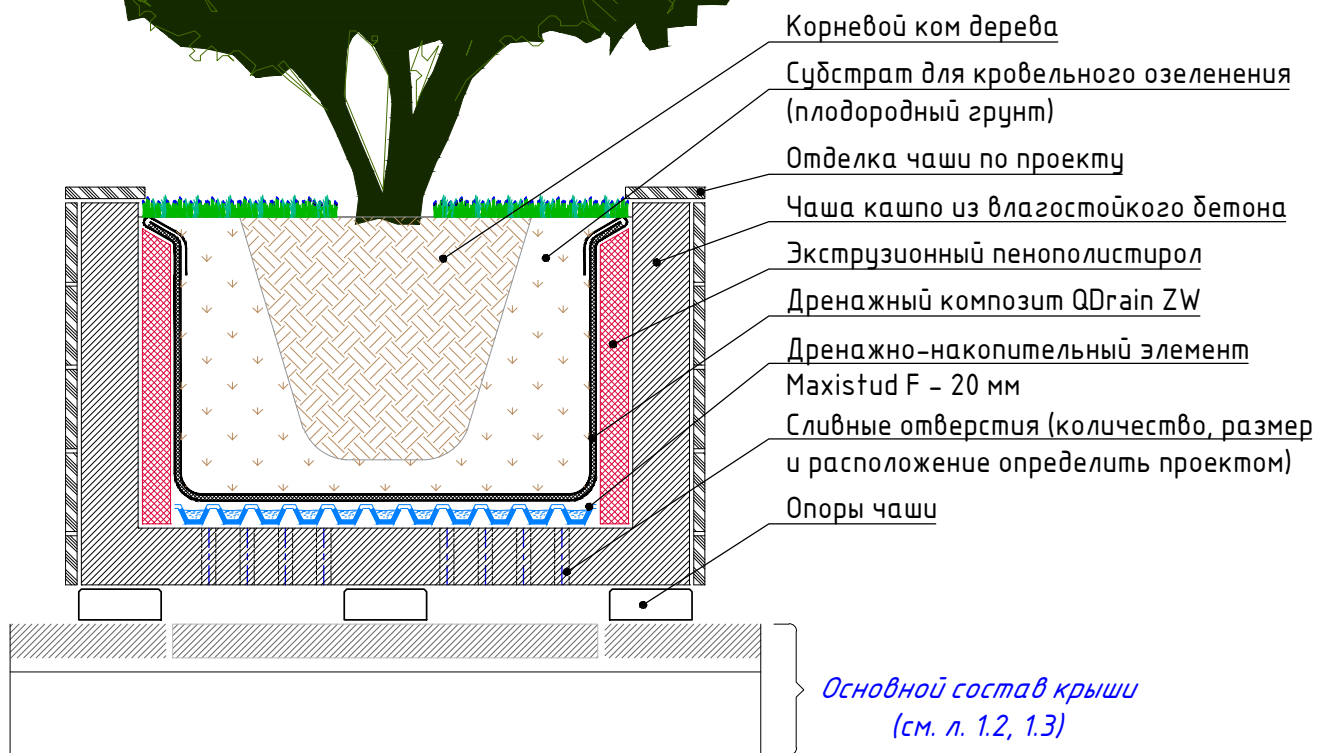 Корневой ком дерева
Субстрат для кровельного озеленения
(плодородный грунт)
Отделка чаши по проекту
Чаша кашпо из влагостойкого бетона
Экструзионный пенополистирол
Дренажный композит QDrain ZW
Дренажно-накопительный элемент
Maxistud F - 20 мм
Сливные отверстия (количество, размер
и расположение определить проектом)
Опоры чаши
Основной состав крыши
(см. л. 1.2, 1.3)